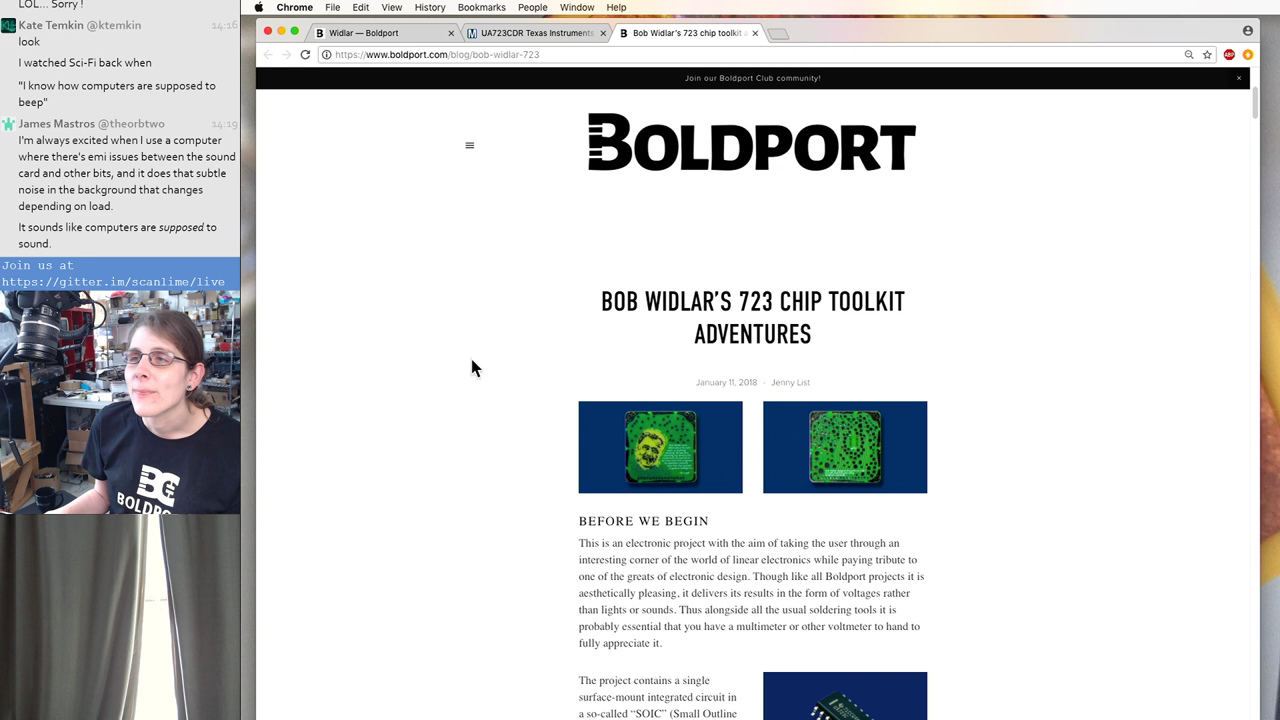 LOL... Sorry !
Kate Temkin @ktemkin 14:16
look
I watched Sci-Fi back when
"I know how computers are supposed to
beep"
James Mastros @theorbtwo 14:19
I'm always excited when I use a computer
where there's emi issues between the sound
card and other bits, and it does that subtle
noise in the background that changes
depending on load.
It sounds like computers are supposed to
sound.
Join us at
https://gitter.im/scanlime/live
BOLDPORT
Chrome File Edit View History Bookmarks People Window Help
Widlar — Boldport
UA723CDR Texas Instruments
Bob Widlar's 723 chip toolkit a
https://www.boldport.com/blog/bob-widlar-723
ABP
Join our Boldport Club community!
BOLDPORT
BOB WIDLAR'S 723 CHIP TOOLKIT
ADVENTURES
January 11, 2018 · Jenny List
BEFORE WE BEGIN
This is an electronic project with the aim of taking the user through an
interesting corner of the world of linear electronics while paying tribute to
one of the greats of electronic design. Though like all Boldport projects it is
aesthetically pleasing, it delivers its results in the form of voltages rather
than lights or sounds. Thus alongside all the usual soldering tools it is
probably essential that you have a multimeter or other voltmeter to hand to
fully appreciate it.
The project contains a single
surface-mount integrated circuit in
a so-called “SOIC” (Small Outline